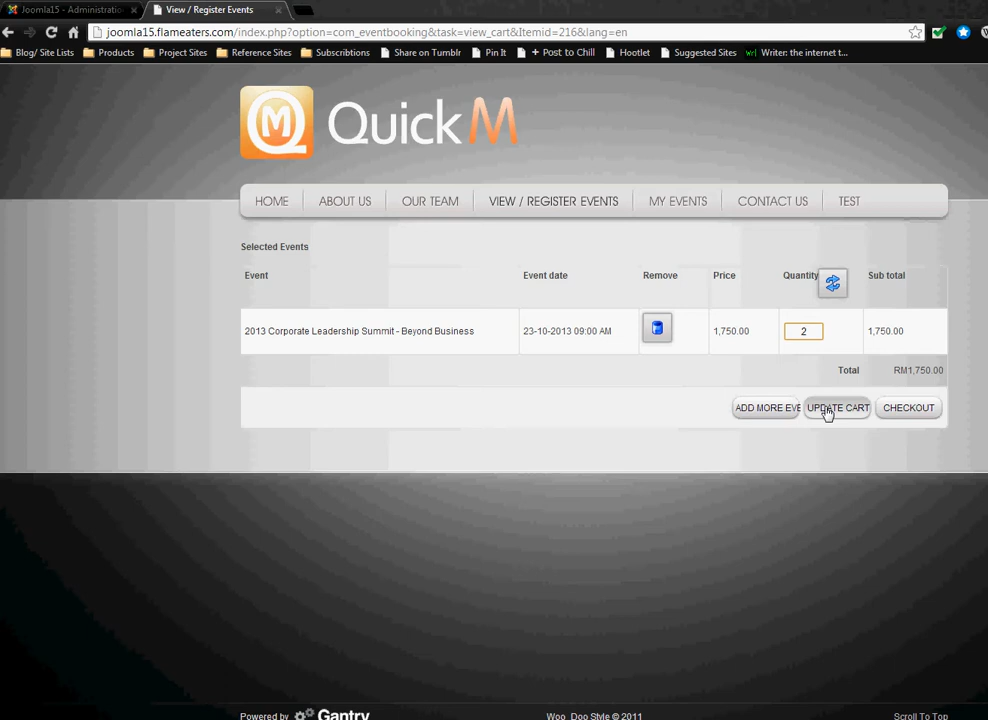 Joomla15 - Administratio
View / Register Events
joomla15.flameaters.com/index.php?option=com_eventbooking&task=view_cart&Itemid=216&lang=en
Blog/ Site Lists Products Project Sites Reference Sites Subscriptions Share on Tumblr Pin It + Post to Chill Hootlet Suggested Sites Writer: the internet t...
QuickM
HOME ABOUT US OUR TEAM VIEW / REGISTER EVENTS MY EVENTS CONTACT US TEST
Selected Events
Event Event date Remove Price Quantity Sub total
2013 Corporate Leadership Summit - Beyond Business 23-10-2013 09:00 AM 1,750.00 2 1,750.00
Total RM1,750.00
ADD MORE EVE UPDATE CART CHECKOUT
Powered by Gantry Woo_Doo Style © 2011 Scroll To Top